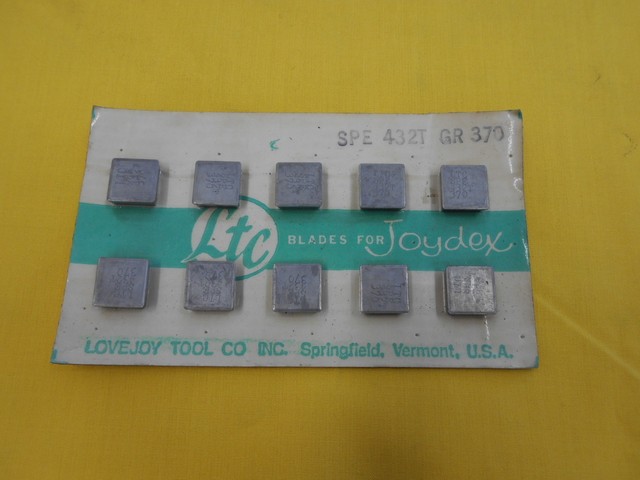 SPE 432T GR 370
Ltc BLADES FOR Joydex
LOVEJOY TOOL CO INC. Springfield, Vermont, U.S.A.